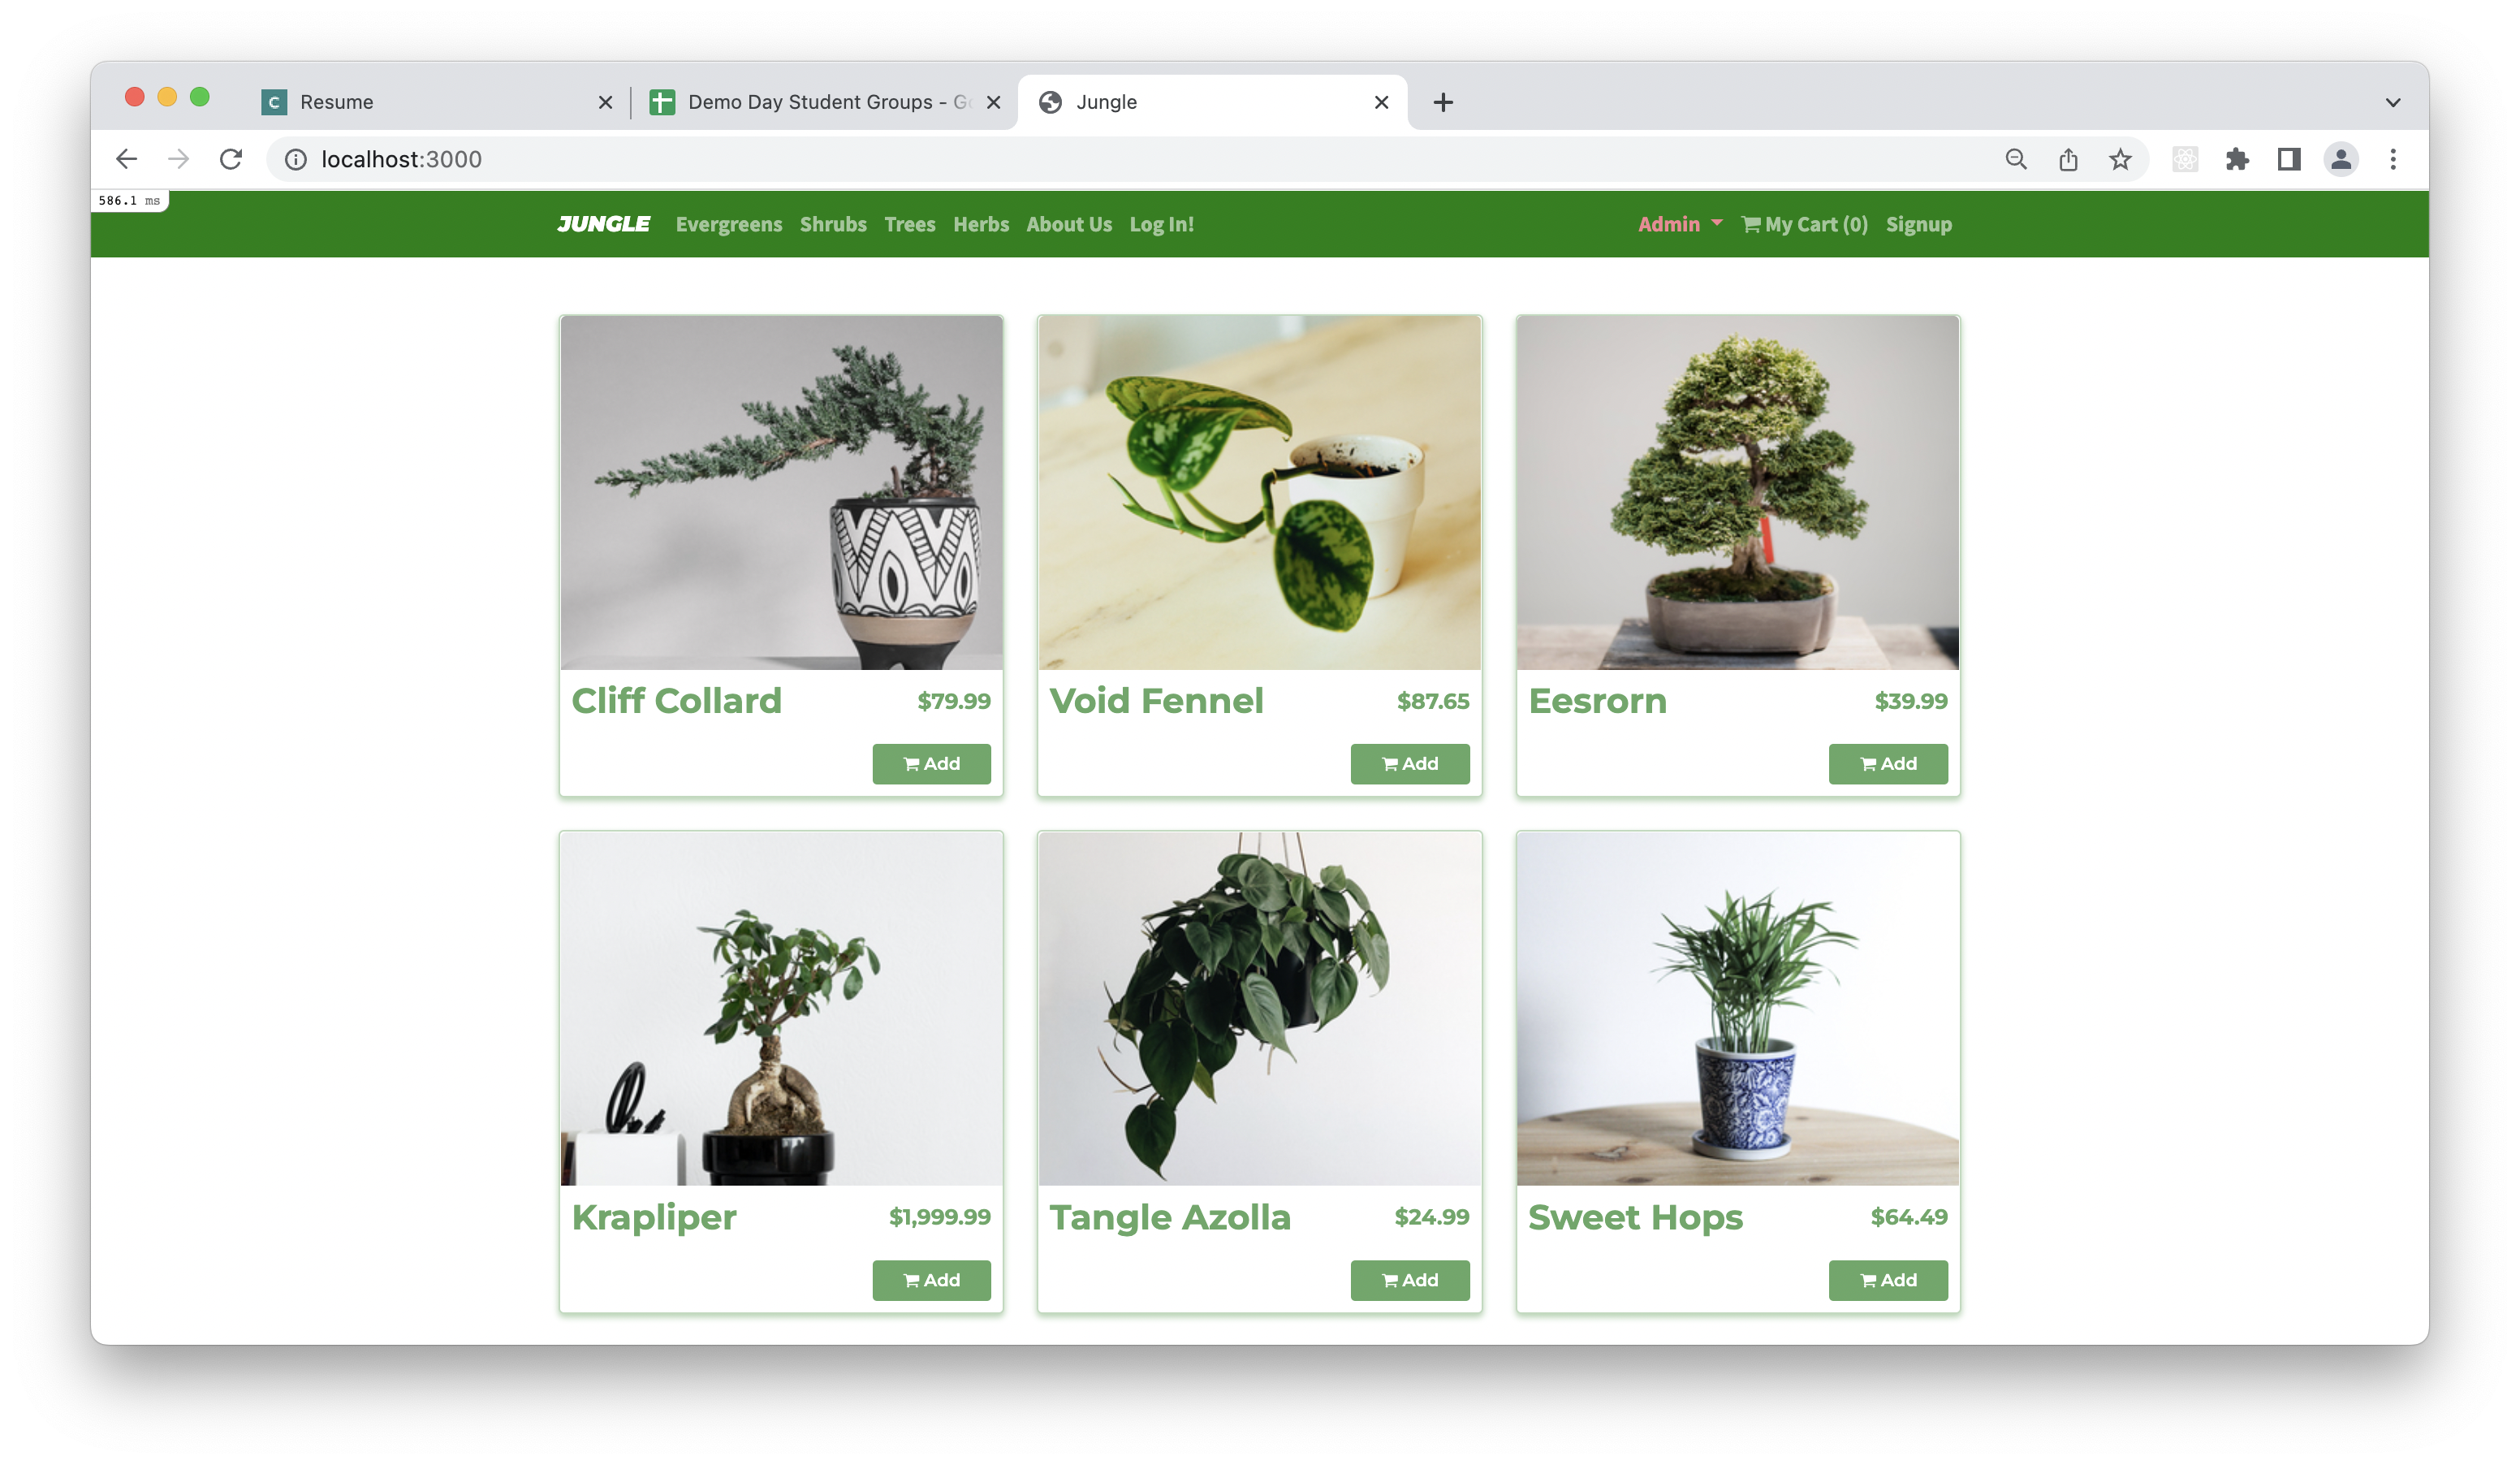 Resume
Demo Day Student Groups - Go
Jungle
localhost:3000
586.1 ms
JUNGLE Evergreens Shrubs Trees Herbs About Us Log In! Admin My Cart (0) Signup
Cliff Collard $79.99
Add
Void Fennel $87.65
Add
Eesrorn $39.99
Add
Krapliper $1,999.99
Add
Tangle Azolla $24.99
Add
Sweet Hops $64.49
Add